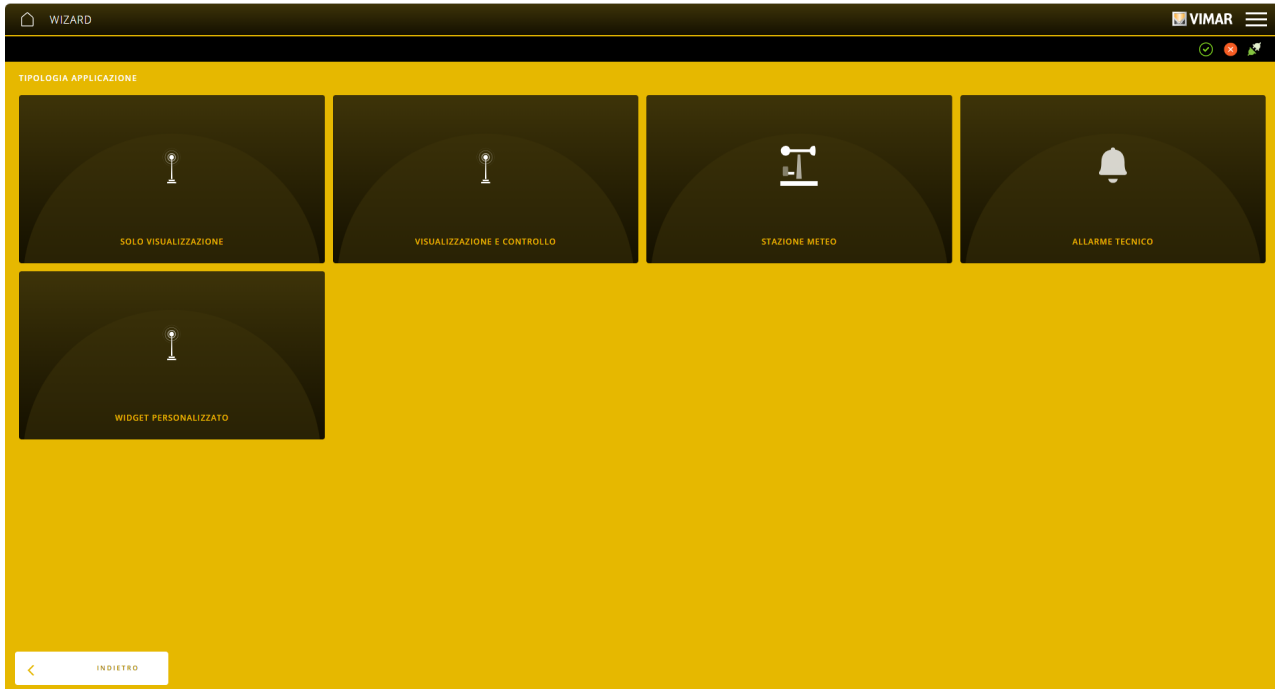 WIZARD
VIMAR
TIPOLOGIA APPLICAZIONE
SOLO VISUALIZZAZIONE
VISUALIZZAZIONE E CONTROLLO
STAZIONE METEO
ALLARME TECNICO
WIDGET PERSONALIZZATO
INDIETRO